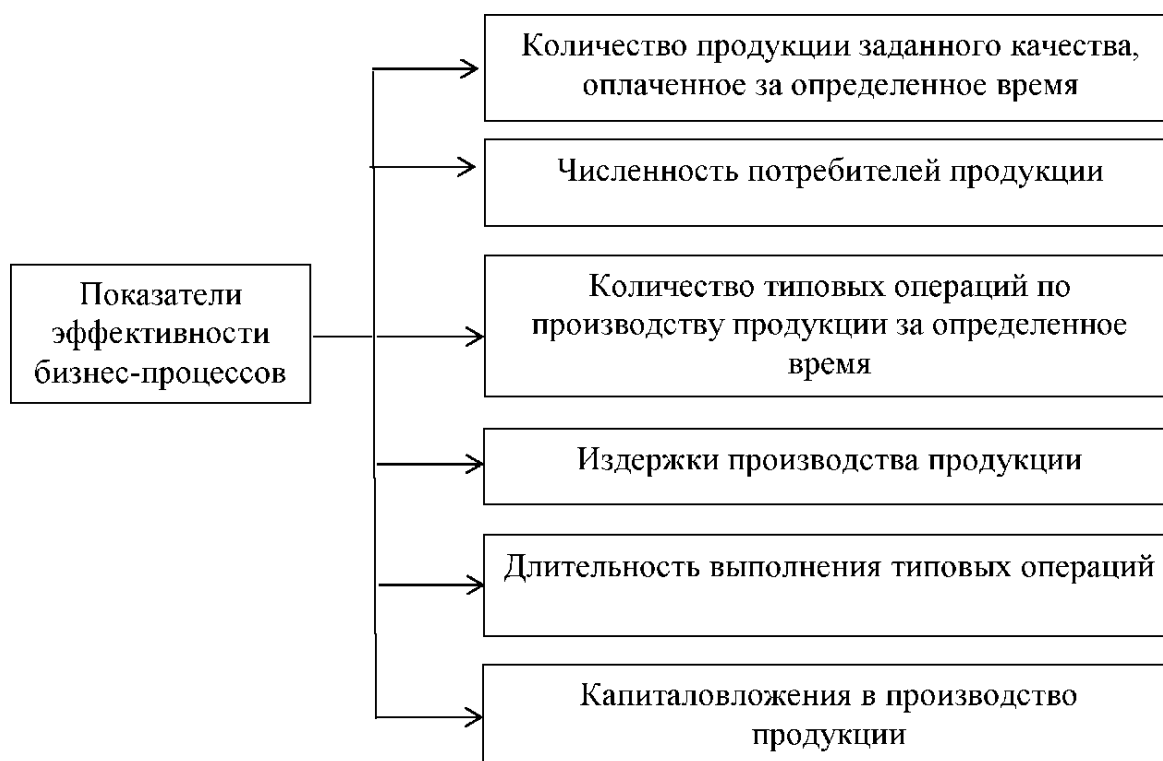 Количество продукции заданного качества,
оплаченное за определенное время
Численность потребителей продукции
Показатели
эффективности
бизнес-процессов
Количество типовых операций по
производству продукции за определенное
время
Издержки производства продукции
Длительность выполнения типовых операций
Капиталовложения в производство
продукции